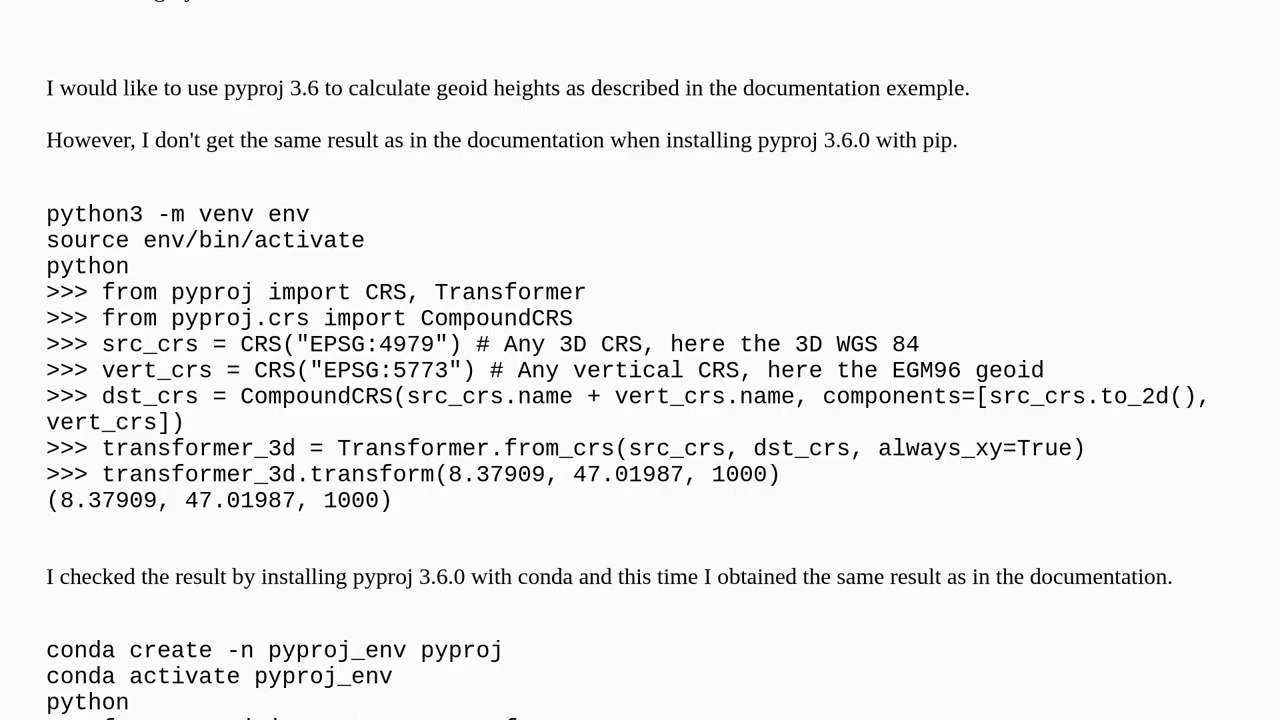 I would like to use pyproj 3.6 to calculate geoid heights as described in the documentation exemple.
However, I don't get the same result as in the documentation when installing pyproj 3.6.0 with pip.
python3 -m venv env
source env/bin/activate
python
>>> from pyproj import CRS, Transformer
>>> from pyproj.crs import CompoundCRS
>>> src_crs = CRS("EPSG:4979") # Any 3D CRS, here the 3D WGS 84
>>> vert_crs = CRS("EPSG:5773") # Any vertical CRS, here the EGM96 geoid
>>> dst_crs = CompoundCRS(src_crs.name + vert_crs.name, components=[src_crs.to_2d(),
vert_crs])
>>> transformer_3d = Transformer.from_crs(src_crs, dst_crs, always_xy=True)
>>> transformer_3d.transform(8.37909, 47.01987, 1000)
(8.37909, 47.01987, 1000)
I checked the result by installing pyproj 3.6.0 with conda and this time I obtained the same result as in the documentation.
conda create -n pyproj_env pyproj
conda activate pyproj_env
python